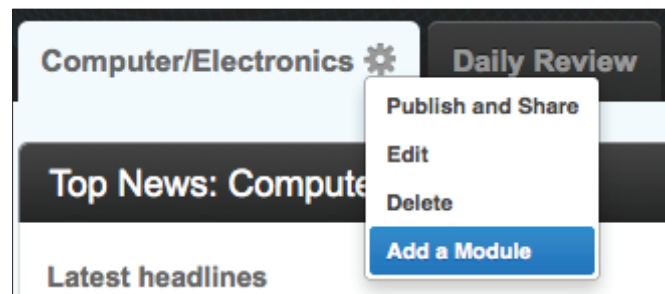 Computer/Electronics
Daily Review
Publish and Share
Edit
Delete
Add a Module
Top News: Compute
Latest headlines